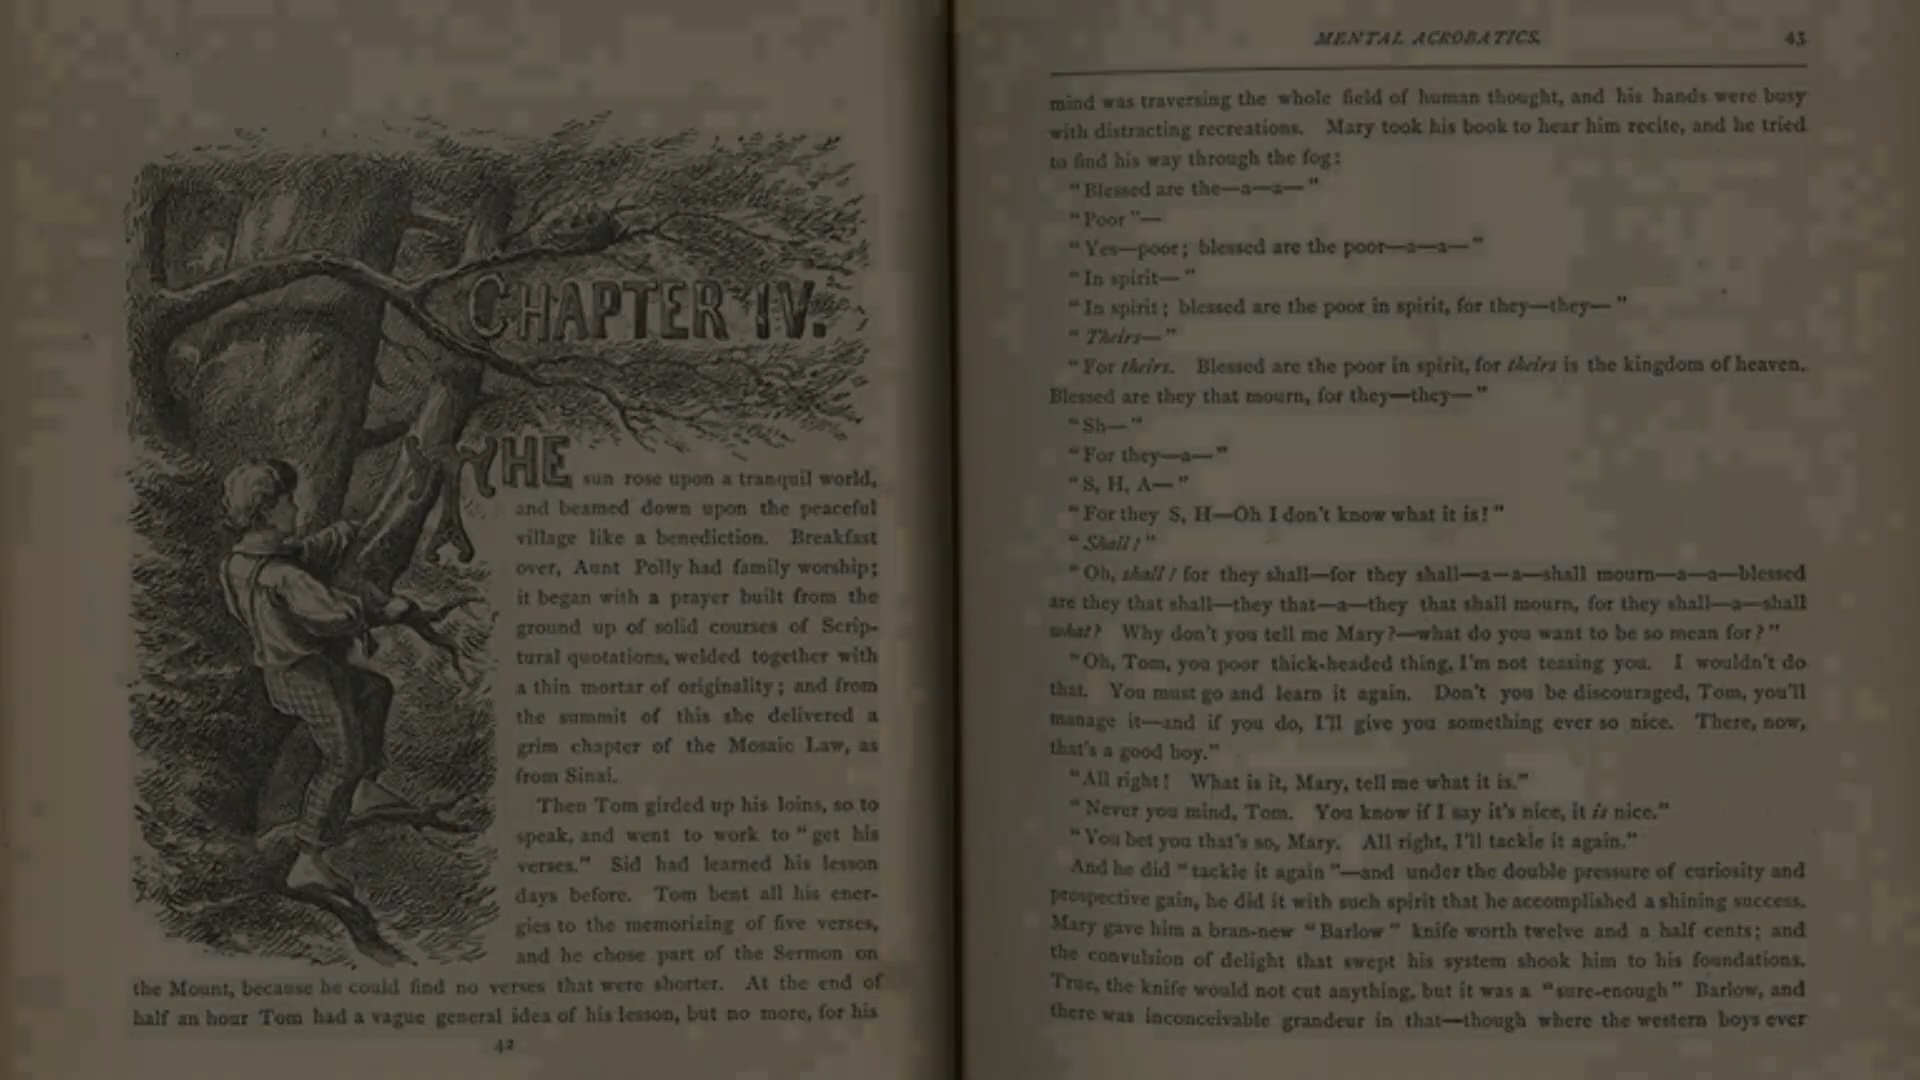 CHAPTER IV.
THE sun rose upon a tranquil world,
and beamed down upon the peaceful
village like a benediction. Breakfast
over, Aunt Polly had family worship;
it began with a prayer built from the
ground up of solid courses of Scrip-
tural quotations, welded together with
a thin mortar of originality; and from
the summit of this she delivered a
grim chapter of the Mosaic Law, as
from Sinai.
Then Tom girded up his loins, so to
speak, and went to work to "get his
verses." Sid had learned his lesson
days before. Tom bent all his ener-
gies to the memorizing of five verses,
and he chose part of the Sermon on
the Mount, because he could find no verses that were shorter. At the end of
half an hour Tom had a vague general idea of his lesson, but no more, for his
42
MENTAL ACROBATICS. 43
mind was traversing the whole field of human thought, and his hands were busy
with distracting recreations. Mary took his book to hear him recite, and he tried
to find his way through the fog:
"Blessed are the—a—a—"
"Poor"—
"Yes—poor; blessed are the poor—a—a—"
"In spirit—"
"In spirit; blessed are the poor in spirit, for they—they—"
"Theirs—"
"For theirs. Blessed are the poor in spirit, for theirs is the kingdom of heaven.
Blessed are they that mourn, for they—they—"
"Sh—"
"For they—a—"
"S, H, A—"
"For they S, H—Oh I don't know what it is!"
"Shall!"
"Oh, shall! for they shall—for they shall—a—a—shall mourn—a—a—blessed
are they that shall—they that—a—they that shall mourn, for they shall—a—shall
what? Why don't you tell me Mary?—what do you want to be so mean for?"
"Oh, Tom, you poor thick-headed thing, I'm not teasing you. I wouldn't do
that. You must go and learn it again. Don't you be discouraged, Tom, you'll
manage it—and if you do, I'll give you something ever so nice. There, now,
that's a good boy."
"All right! What is it, Mary, tell me what it is."
"Never you mind, Tom. You know if I say it's nice, it is nice."
"You bet you that's so, Mary. All right, I'll tackle it again."
And he did "tackle it again"—and under the double pressure of curiosity and
prospective gain, he did it with such spirit that he accomplished a shining success.
Mary gave him a bran-new "Barlow" knife worth twelve and a half cents; and
the convulsion of delight that swept his system shook him to his foundations.
True, the knife would not cut anything, but it was a "sure-enough" Barlow, and
there was inconceivable grandeur in that—though where the western boys ever